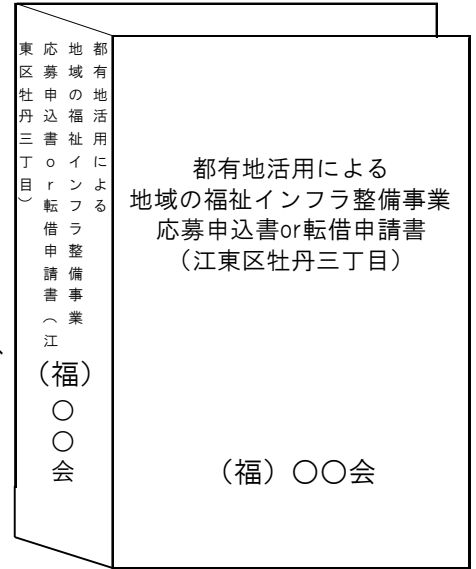 都有地活用による
地域の福祉インフラ整備事業
応募申込書or転借申請書（江
東区牡丹三丁目）
（福）
〇〇会
都有地活用による
地域の福祉インフラ整備事業
応募申込書or転借申請書
（江東区牡丹三丁目）
（福）〇〇会